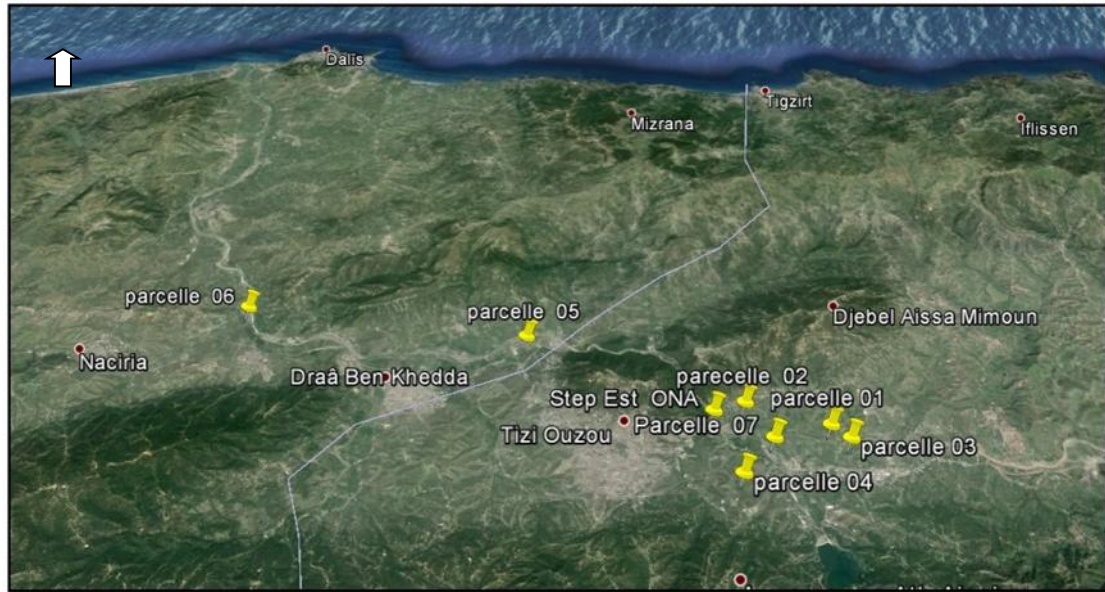 Dalīs
Tigzirt
Mizrana
Iflissen
parcelle 06
parcelle 05
Djebel Aissa Mimoun
Naciria
Draâ Ben Khedda
parecelle 02
Step Est ONA
parcelle 01
Tizi Ouzou
Parcelle 07
parcelle 03
parcelle 04